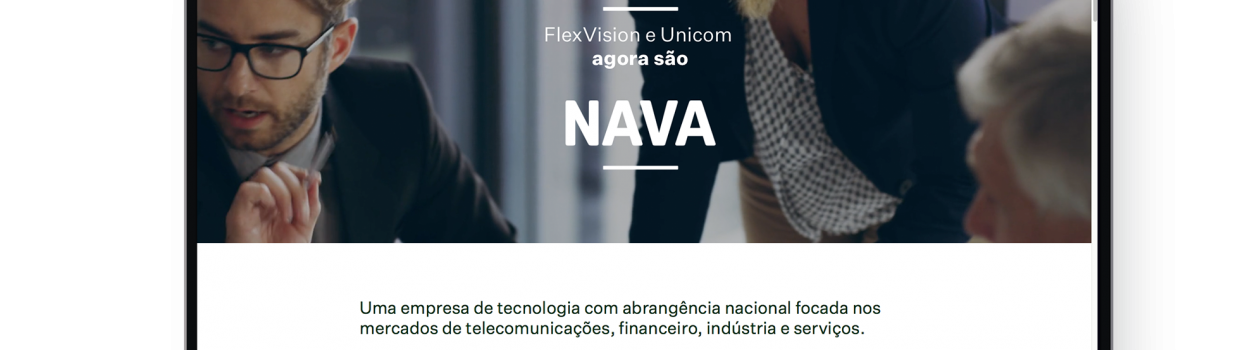 FlexVision e Unicom
agora são
NAVA
Uma empresa de tecnologia com abrangência nacional focada nos
mercados de telecomunicações, financeiro, indústria e serviços.